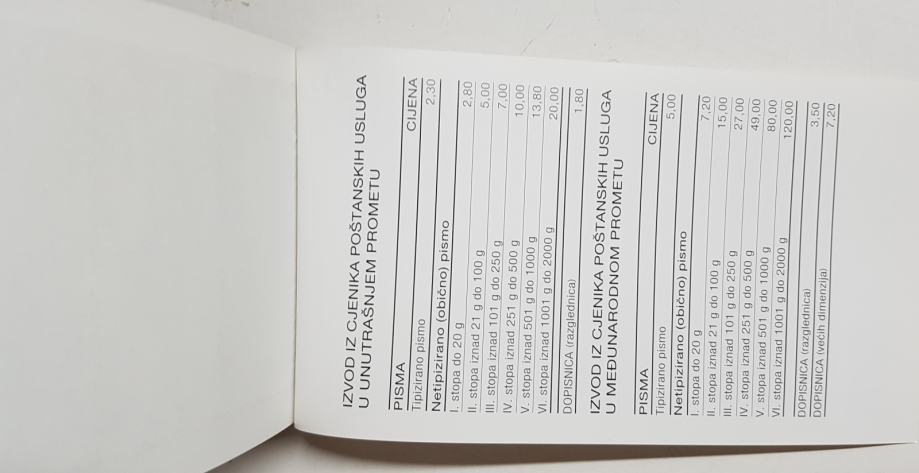 IZVOD IZ CJENIKA POŠTANSKIH USLUGA
U UNUTRAŠNJEM PROMETU
PISMA CIJENA
Tipizirano pismo 2,30
Netipizirano (obično) pismo
I. stopa do 20 g 2,80
II. stopa iznad 21 g do 100 g 5,00
III. stopa iznad 101 g do 250 g 7,00
IV. stopa iznad 251 g do 500 g 10,00
V. stopa iznad 501 g do 1000 g 13,80
VI. stopa iznad 1001 g do 2000 g 20,00
DOPISNICA (razglednica) 1,80
IZVOD IZ CJENIKA POŠTANSKIH USLUGA
U MEĐUNARODNOM PROMETU
PISMA CIJENA
Tipizirano pismo 5,00
Netipizirano (obično) pismo
I. stopa do 20 g 7,20
II. stopa iznad 21 g do 100 g 15,00
III. stopa iznad 101 g do 250 g 27,00
IV. stopa iznad 251 g do 500 g 49,00
V. stopa iznad 501 g do 1000 g 80,00
VI. stopa iznad 1001 g do 2000 g 120,00
DOPISNICA (razglednica) 3,50
DOPISNICA (većih dimenzija) 7,20